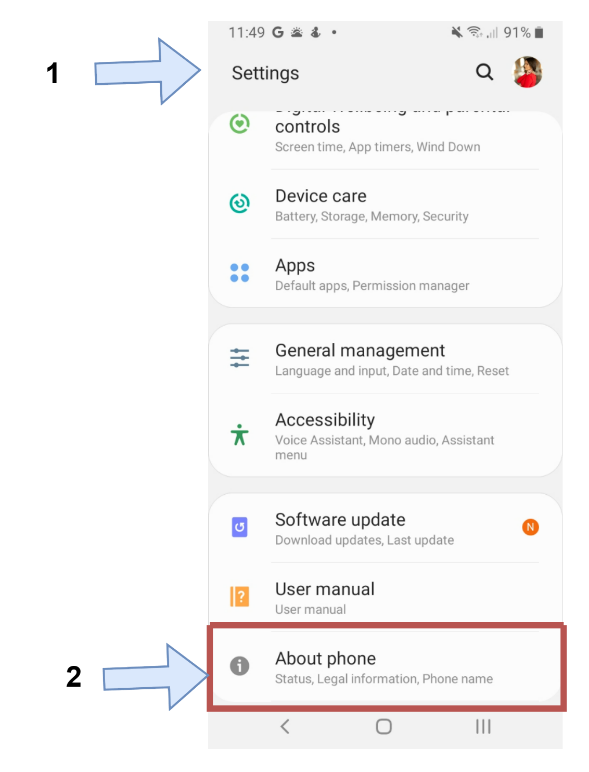 11:49 G 91%
1
Settings
Digital Wellbeing and parental
controls
Screen time, App timers, Wind Down
Device care
Battery, Storage, Memory, Security
Apps
Default apps, Permission manager
General management
Language and input, Date and time, Reset
Accessibility
Voice Assistant, Mono audio, Assistant
menu
Software update
N
Download updates, Last update
User manual
User manual
2
About phone
Status, Legal information, Phone name